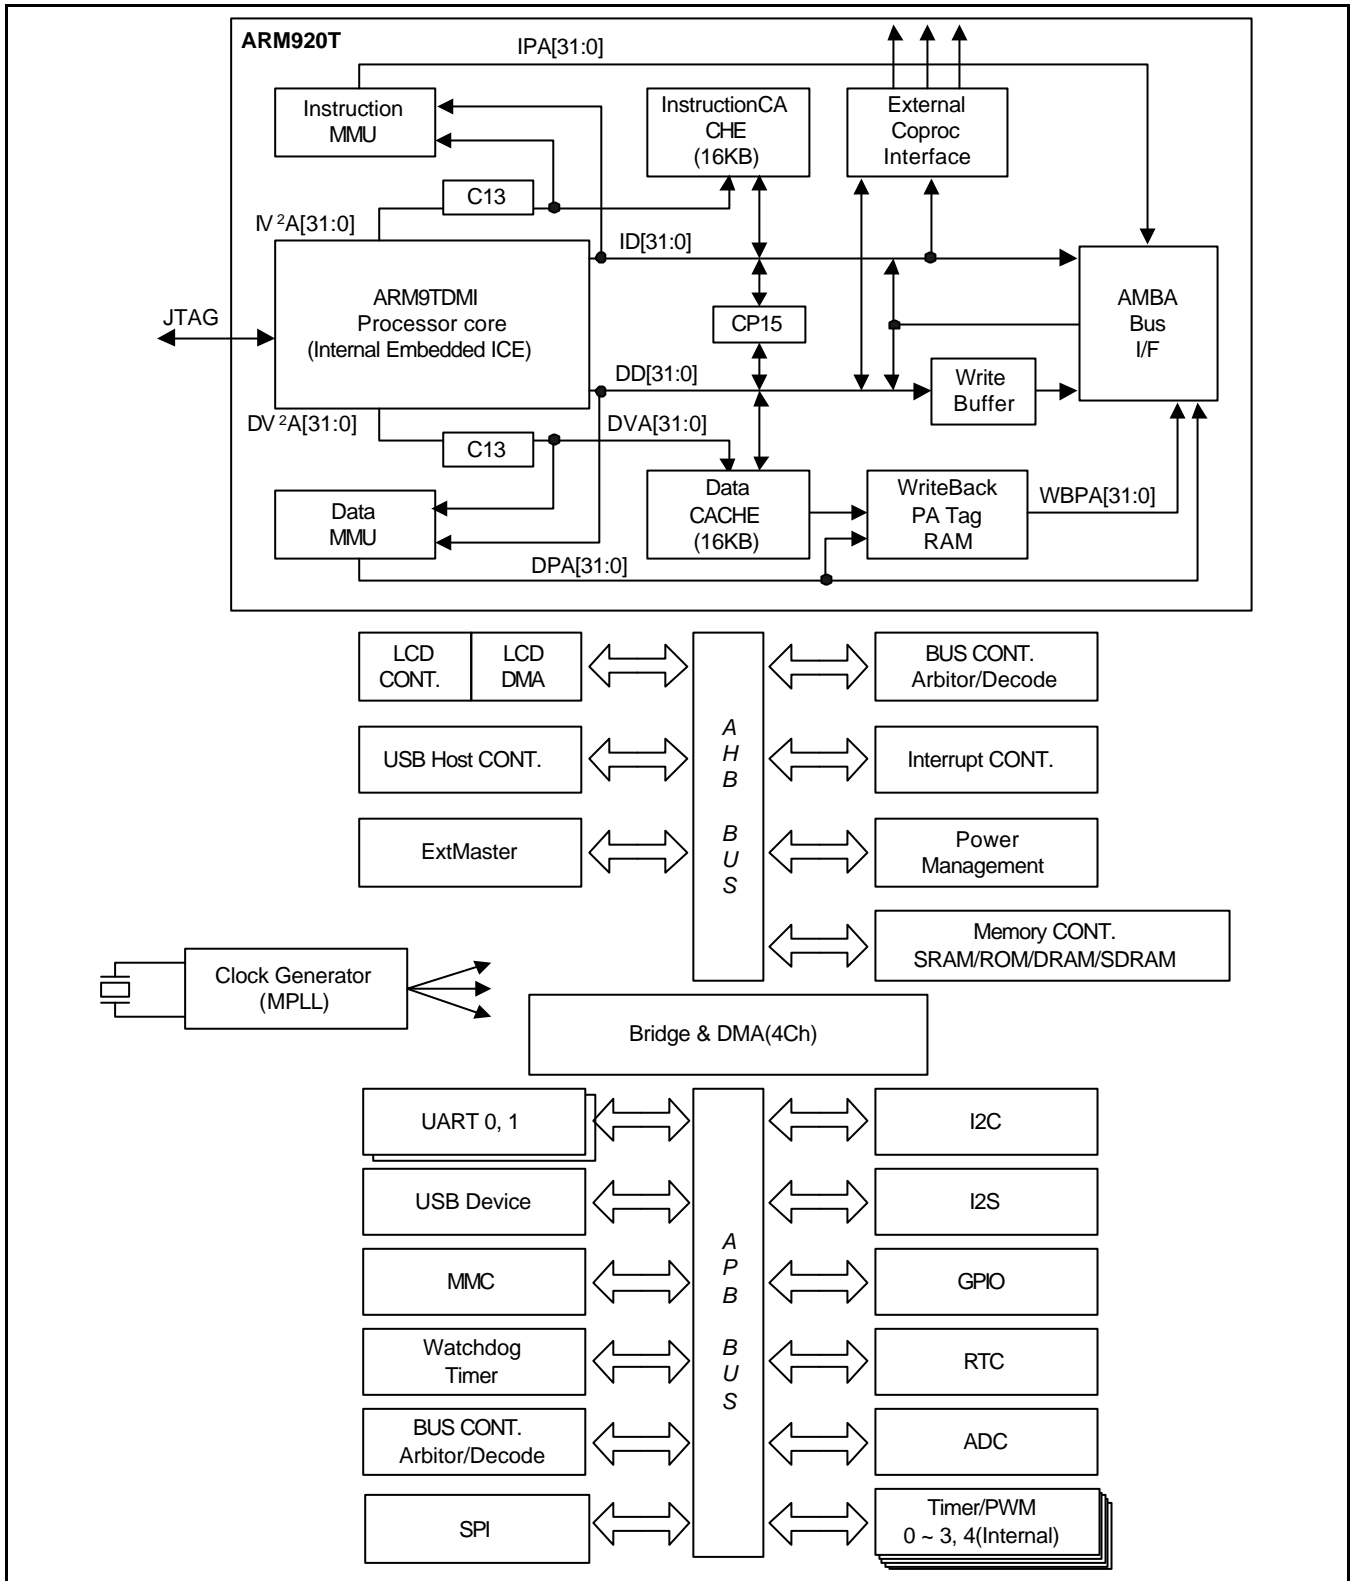 ARM920T
IPA[31:0]
Instruction
MMU
InstructionCA
CHE
(16KB)
External
Coproc
Interface
C13
IV²A[31:0]
ID[31:0]
ARM9TDMI
Processor core
(Internal Embedded ICE)
JTAG
CP15
AMBA
Bus
I/F
DD[31:0]
Write
Buffer
DV²A[31:0]
DVA[31:0]
C13
Data
MMU
Data
CACHE
(16KB)
WriteBack
PA Tag
RAM
WBPA[31:0]
DPA[31:0]
LCD
CONT.
LCD
DMA
BUS CONT.
Arbitor/Decode
USB Host CONT.
Interrupt CONT.
ExtMaster
Power
Management
A
H
B
B
U
S
Memory CONT.
SRAM/ROM/DRAM/SDRAM
Clock Generator
(MPLL)
Bridge & DMA(4Ch)
UART 0, 1
I2C
USB Device
I2S
MMC
GPIO
Watchdog
Timer
RTC
BUS CONT.
Arbitor/Decode
ADC
SPI
Timer/PWM
0 ~ 3, 4(Internal)
A
P
B
B
U
S